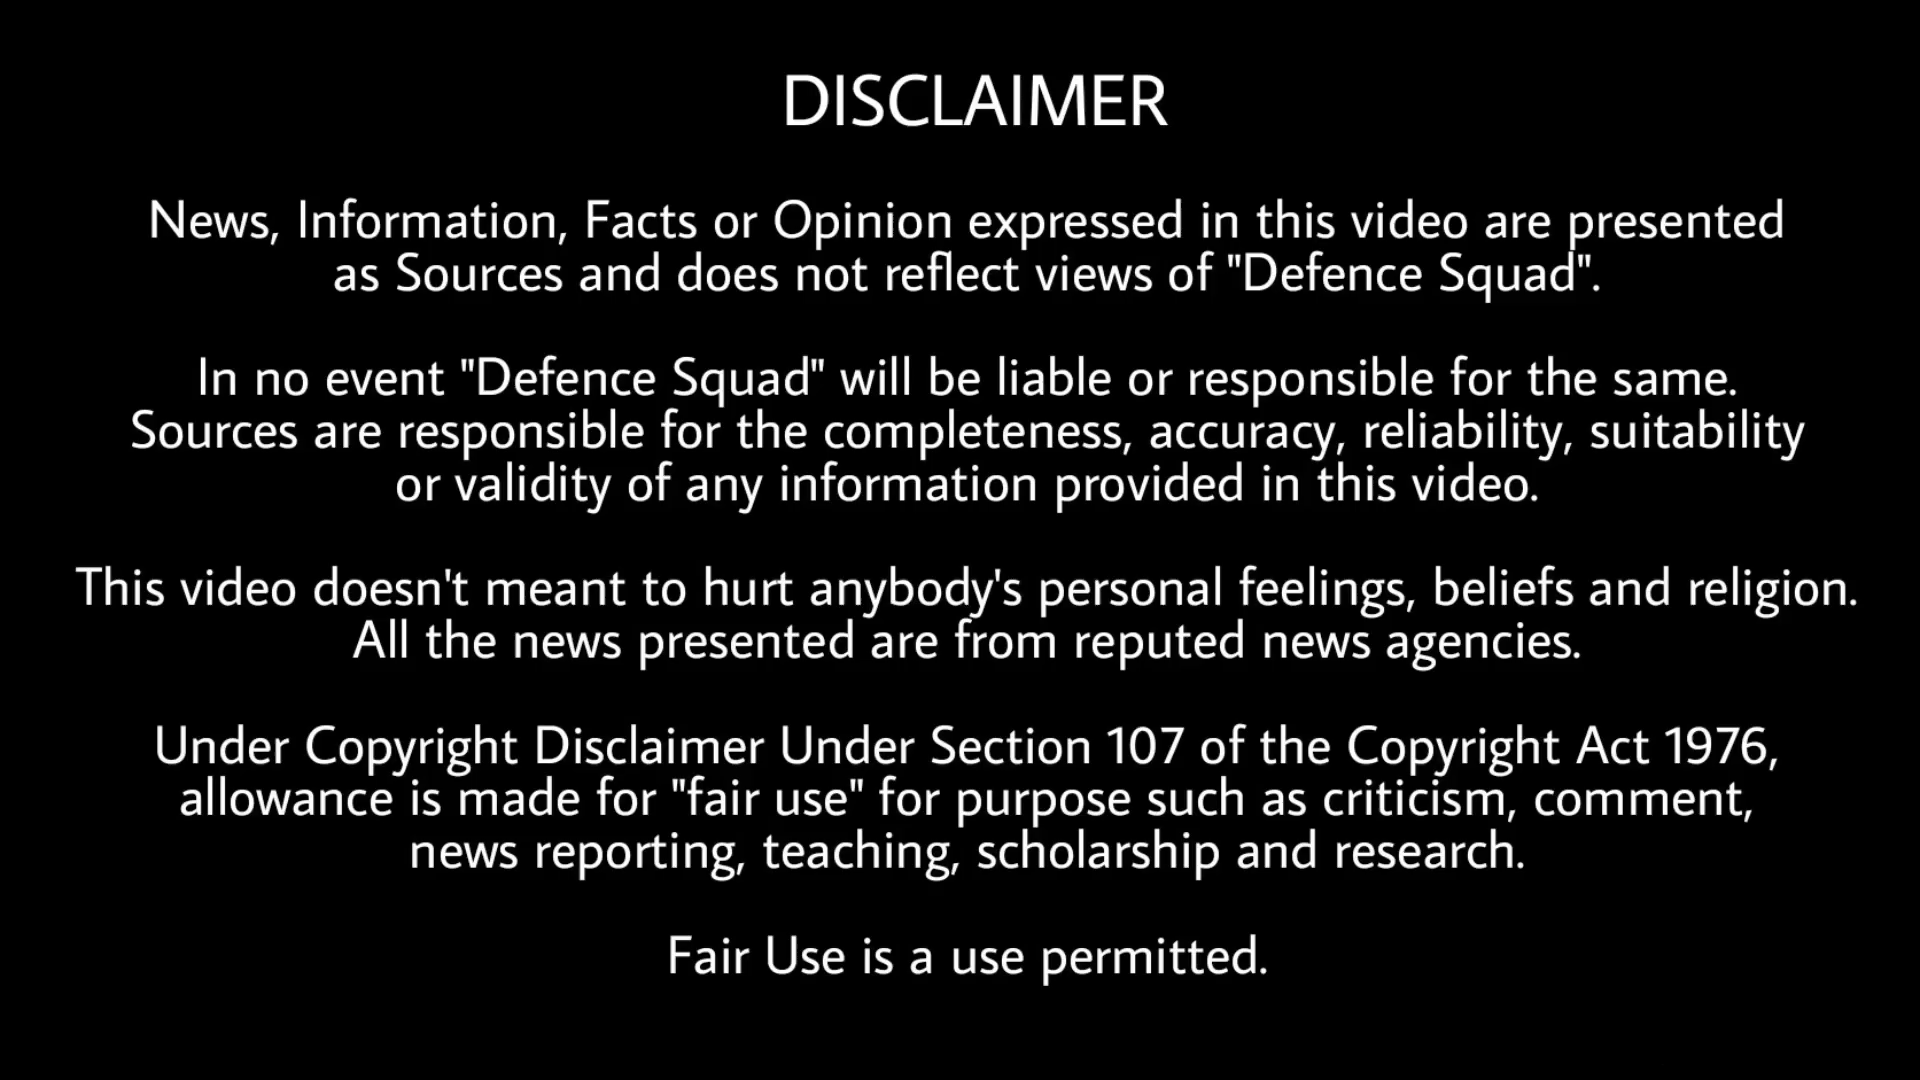 DISCLAIMER
News, Information, Facts or Opinion expressed in this video are presented
as Sources and does not reflect views of "Defence Squad".
In no event "Defence Squad" will be liable or responsible for the same.
Sources are responsible for the completeness, accuracy, reliability, suitability
or validity of any information provided in this video.
This video doesn't meant to hurt anybody's personal feelings, beliefs and religion.
All the news presented are from reputed news agencies.
Under Copyright Disclaimer Under Section 107 of the Copyright Act 1976,
allowance is made for "fair use" for purpose such as criticism, comment,
news reporting, teaching, scholarship and research.
Fair Use is a use permitted.